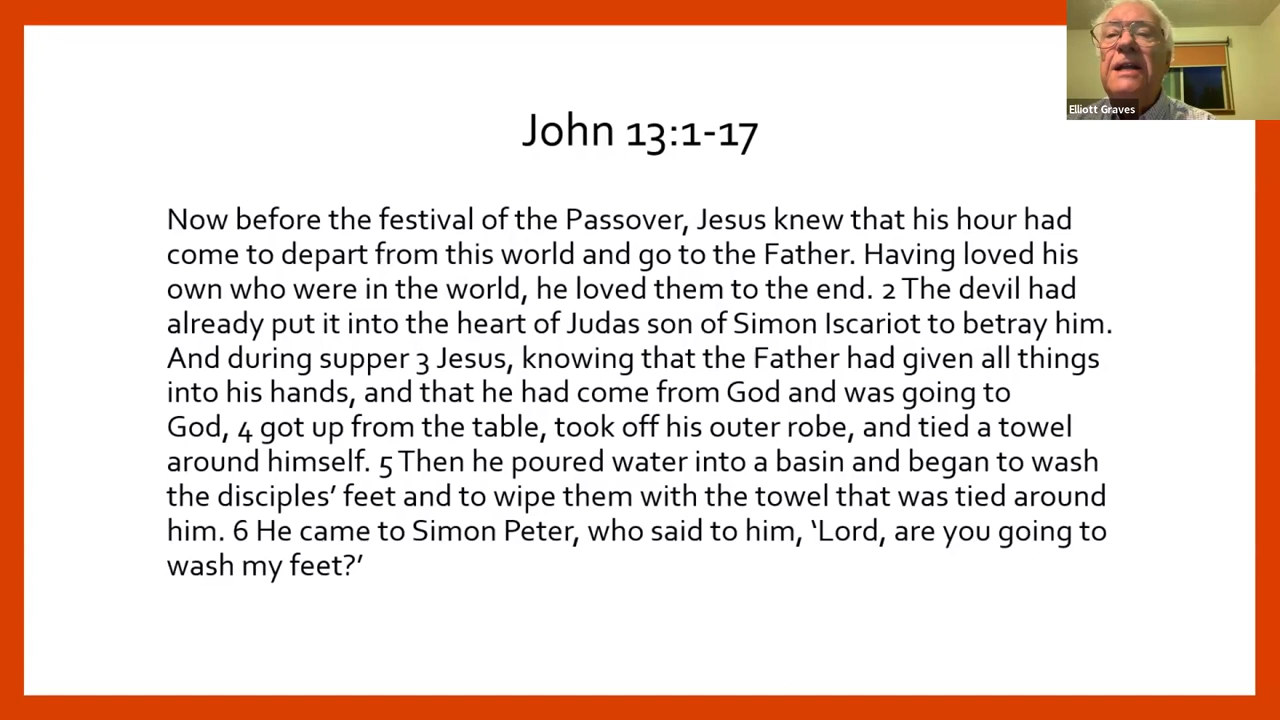 Elliott Graves
John 13:1-17
Now before the festival of the Passover, Jesus knew that his hour had
come to depart from this world and go to the Father. Having loved his
own who were in the world, he loved them to the end. 2 The devil had
already put it into the heart of Judas son of Simon Iscariot to betray him.
And during supper 3 Jesus, knowing that the Father had given all things
into his hands, and that he had come from God and was going to
God, 4 got up from the table, took off his outer robe, and tied a towel
around himself. 5 Then he poured water into a basin and began to wash
the disciples’ feet and to wipe them with the towel that was tied around
him. 6 He came to Simon Peter, who said to him, ‘Lord, are you going to
wash my feet?’